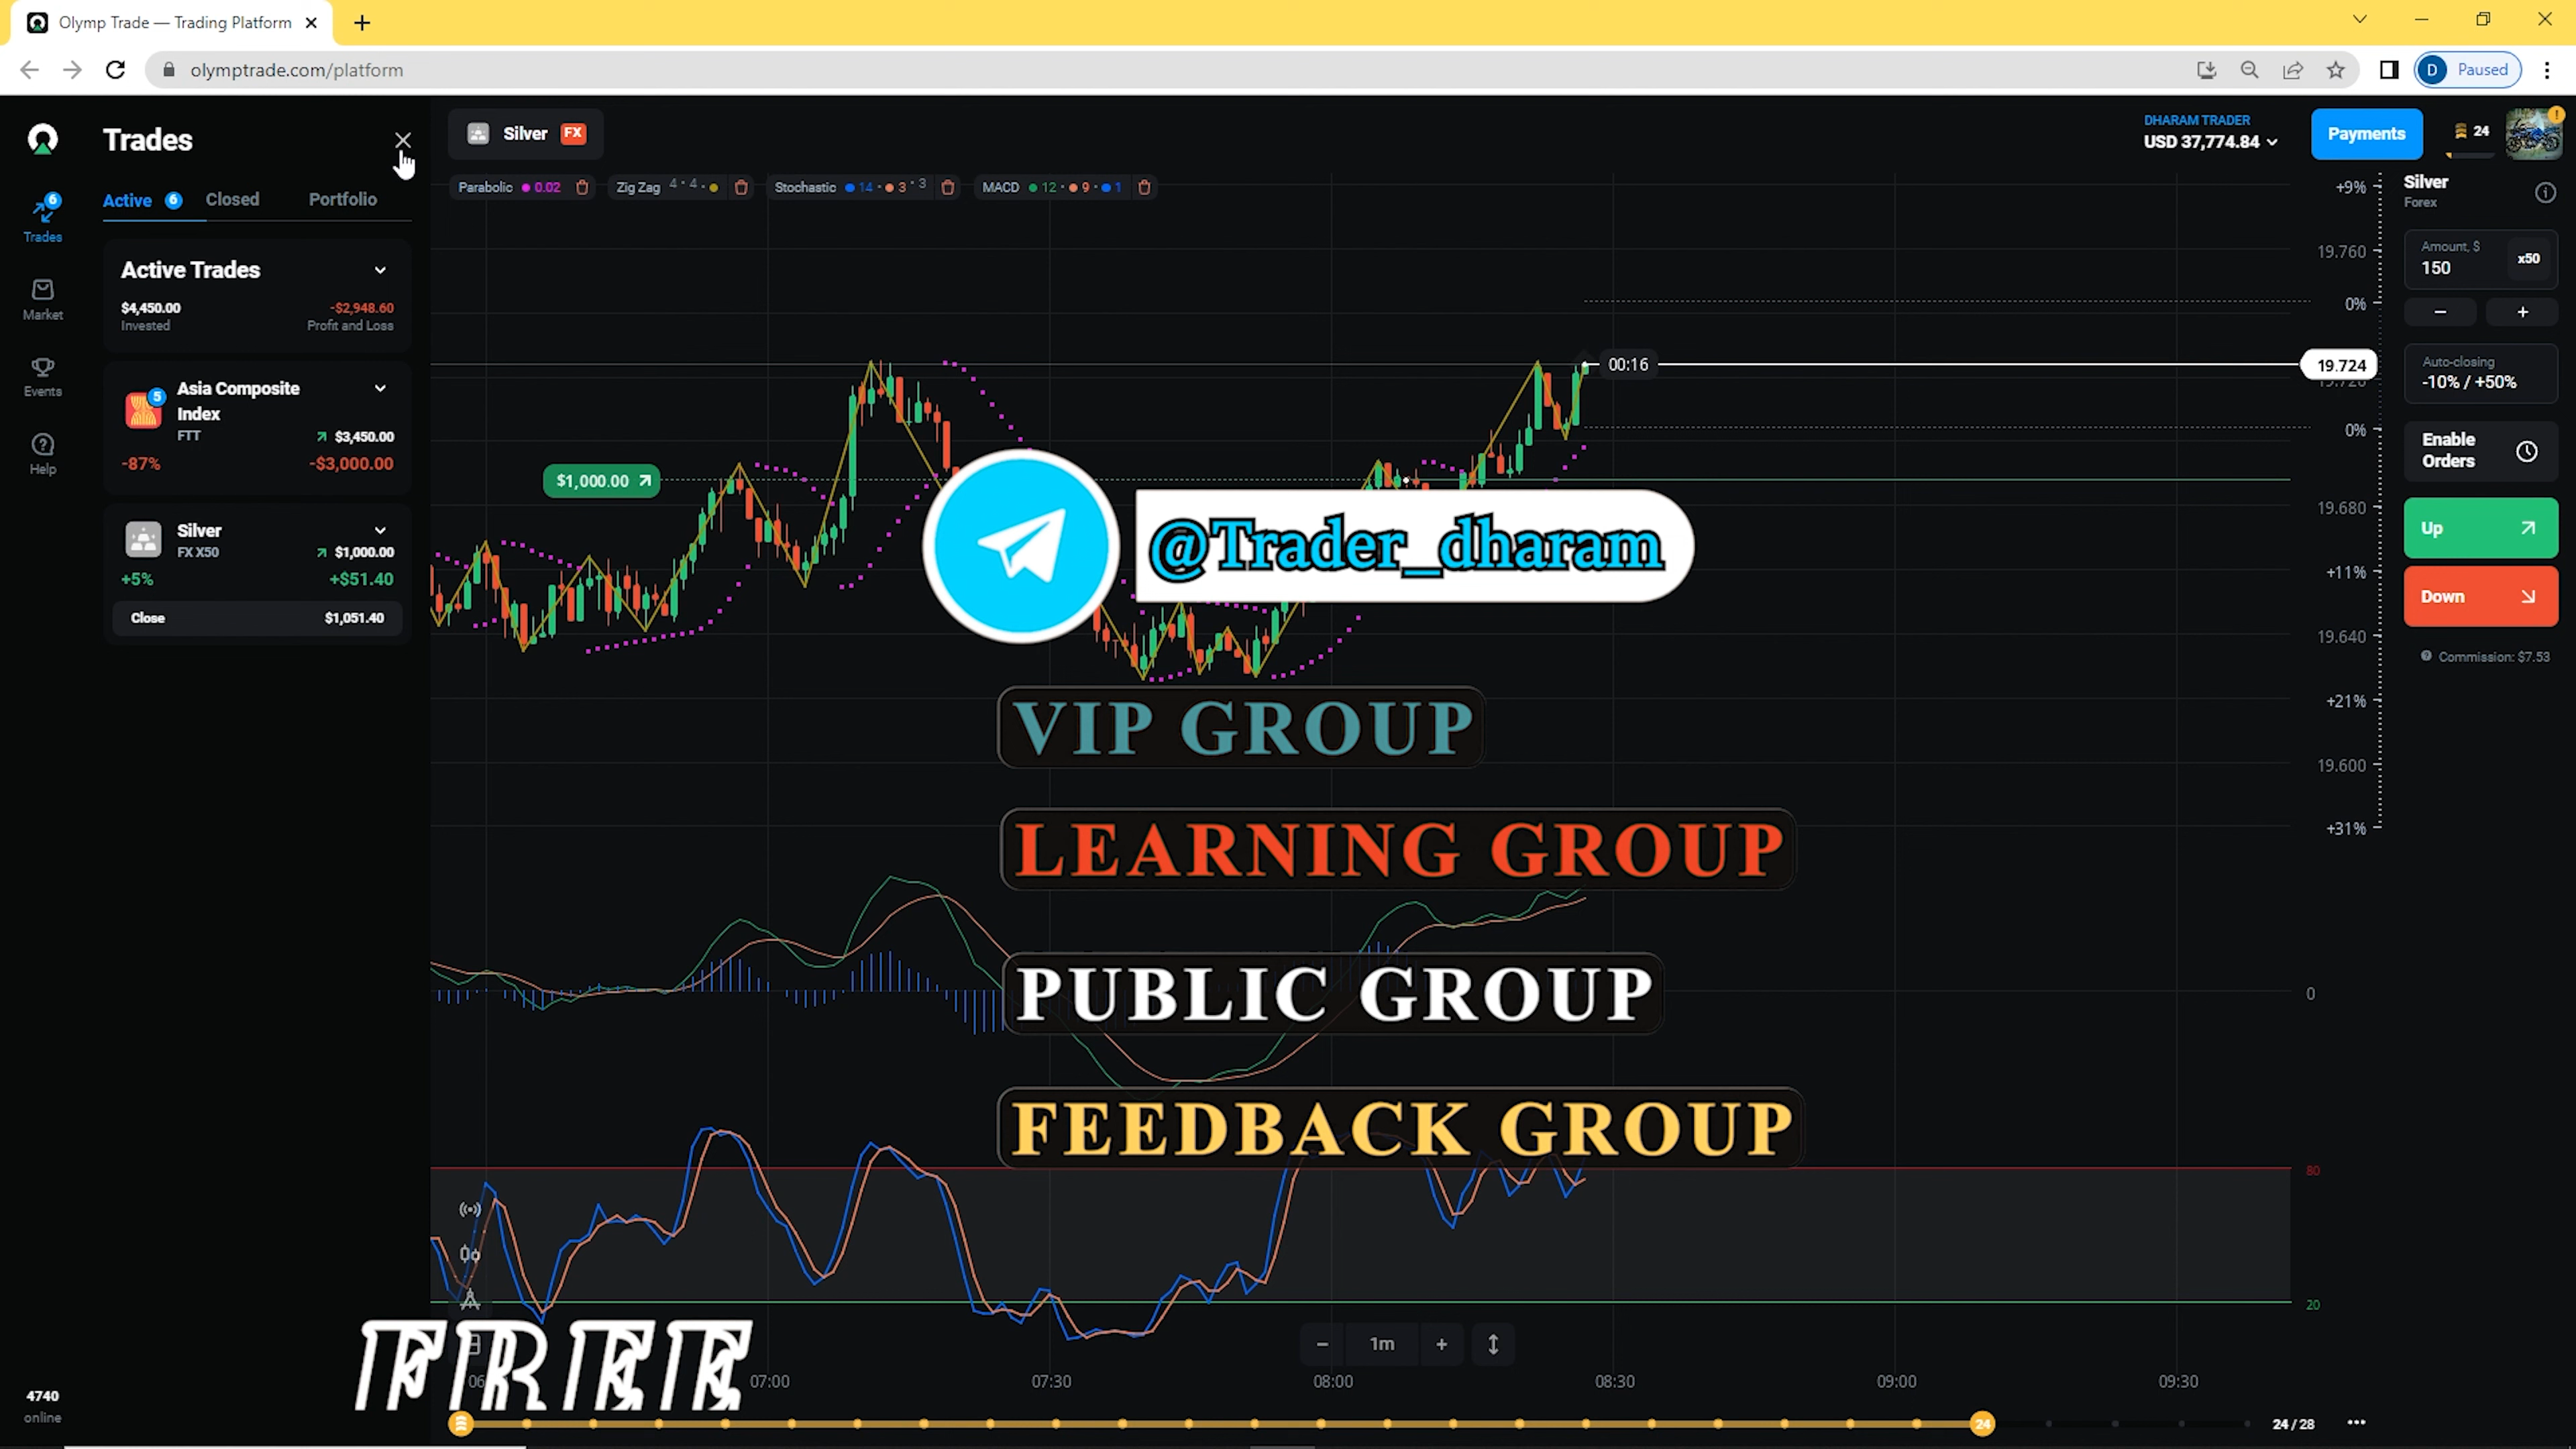 Olymp Trade — Trading Platform
olymptrade.com/platform
D Paused
Trades
Active 6 Closed Portfolio
6
Trades
Market
Events
Help
Active Trades
$4,450.00 -$2,948.60
Invested Profit and Loss
5
Asia Composite
Index
FTT $3,450.00
-87% -$3,000.00
Silver
FX X50 $1,000.00
+5% +$51.40
Close $1,051.40
4740
online
Silver FX
Parabolic 0.02 Zig Zag 4 • 4 • Stochastic 14 • 3 • 3 MACD 12 • 9 • 1
DHARAM TRADER
USD 37,774.84
Payments
24
Silver
Forex
Amount, $
150 x50
− +
Auto-closing
-10% / +50%
Enable
Orders
Up
Down
Commission: $7.53
+9%
19.760
0%
00:16
19.724
0%
$1,000.00
19.680
+11%
19.640
+21%
19.600
+31%
0
80
20
@Trader_dharam
VIP GROUP
LEARNING GROUP
PUBLIC GROUP
FEEDBACK GROUP
FREE
− 1m +
07:00 07:30 08:00 08:30 09:00 09:30
24
24 / 28